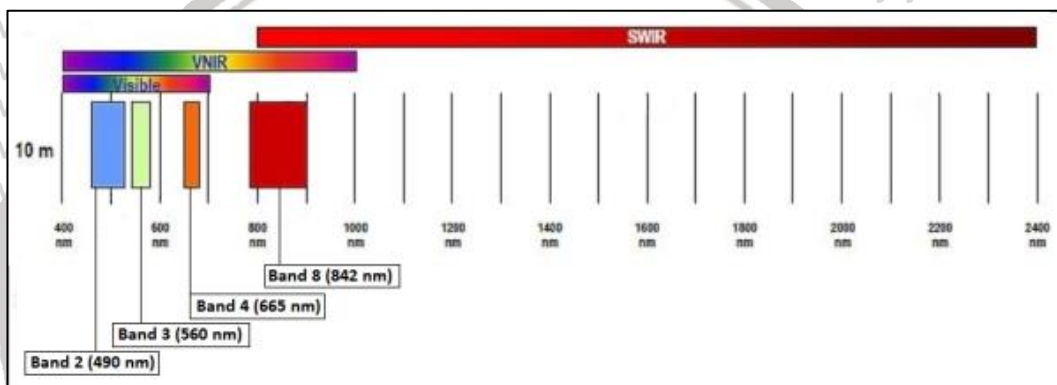 SWIR
VNIR
Visible
10 m
400 600 800 1000 1200 1400 1600 1800 2000 2200 2400
nm nm nm nm nm nm nm nm nm nm nm
Band 8 (842 nm)
Band 4 (665 nm)
Band 3 (560 nm)
Band 2 (490 nm)